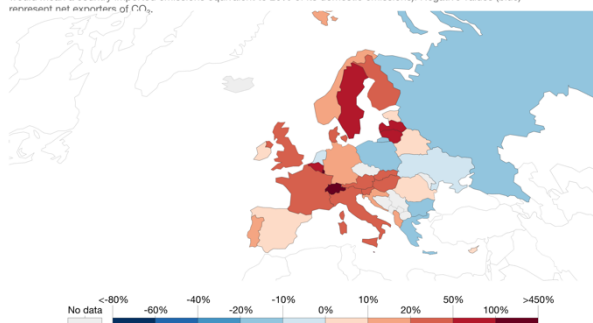 represent net exporters of CO₂.
<-80% -40% -10% 10% 50% >450%
No data -60% -20% 0% 20% 100%